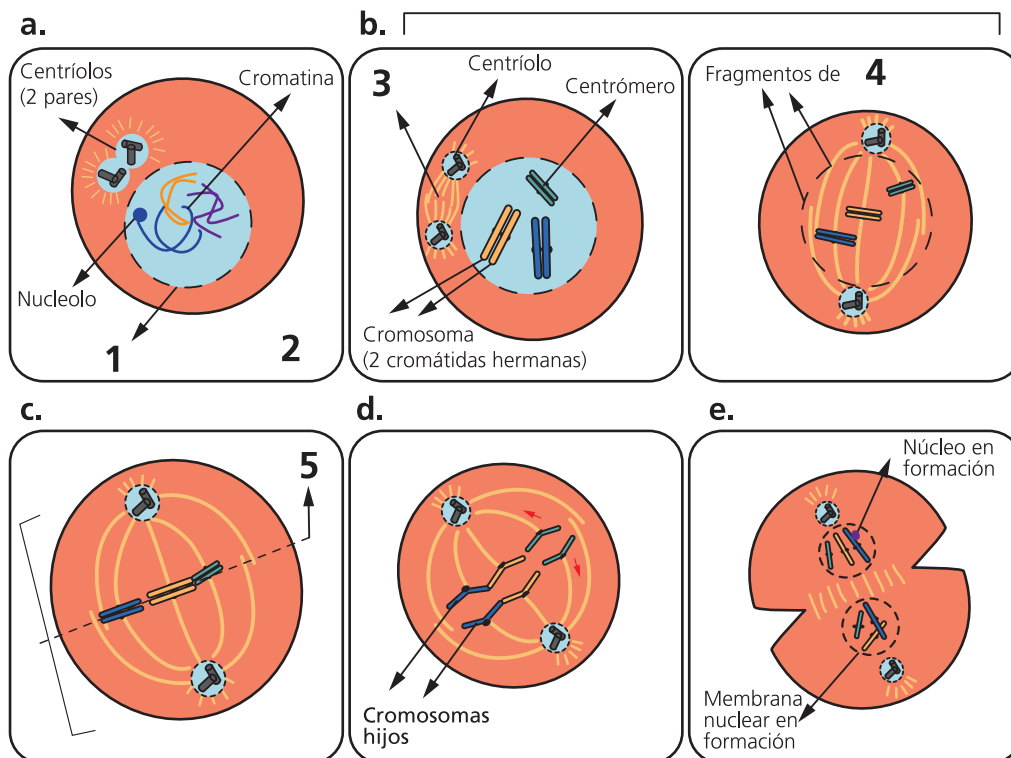 a.
Centríolos
(2 pares)
Cromatina
Nucleolo
1
2
b.
3
Centríolo
Centrómero
Cromosoma
(2 cromátidas hermanas)
Fragmentos de
4
c.
5
d.
Cromosomas
hijos
e.
Núcleo en
formación
Membrana
nuclear en
formación